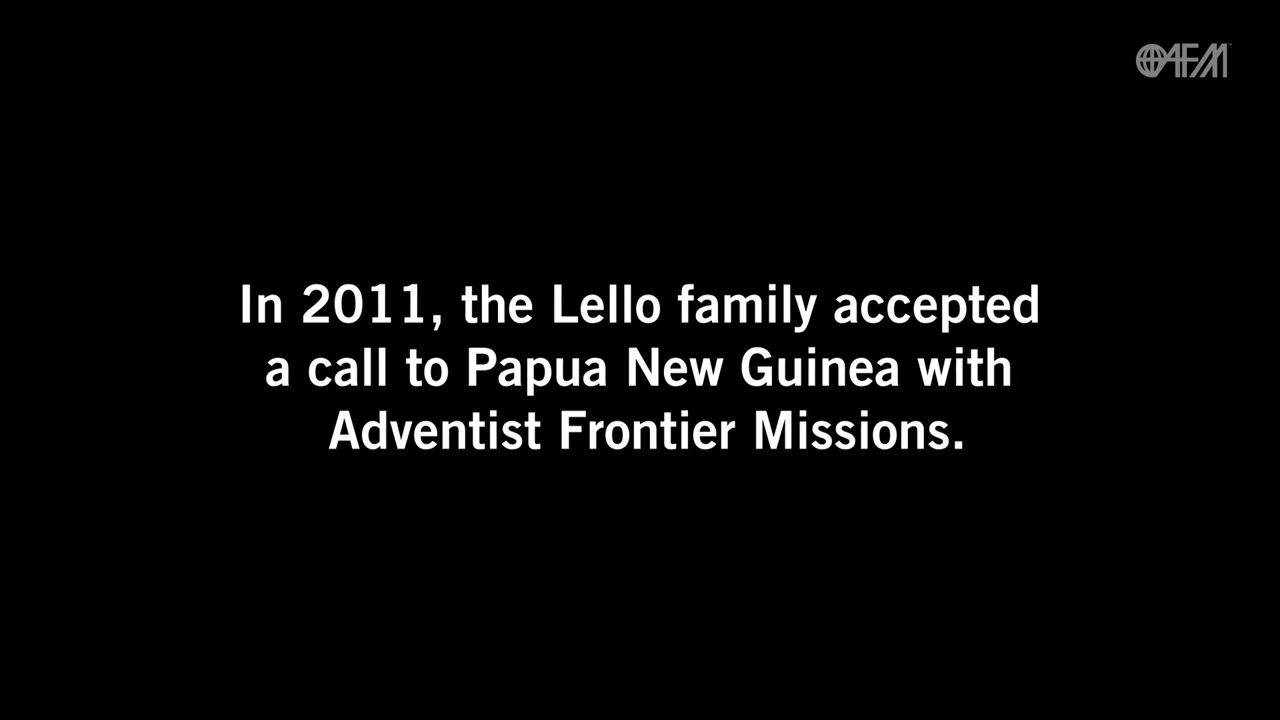 AFM
In 2011, the Lello family accepted
a call to Papua New Guinea with
Adventist Frontier Missions.